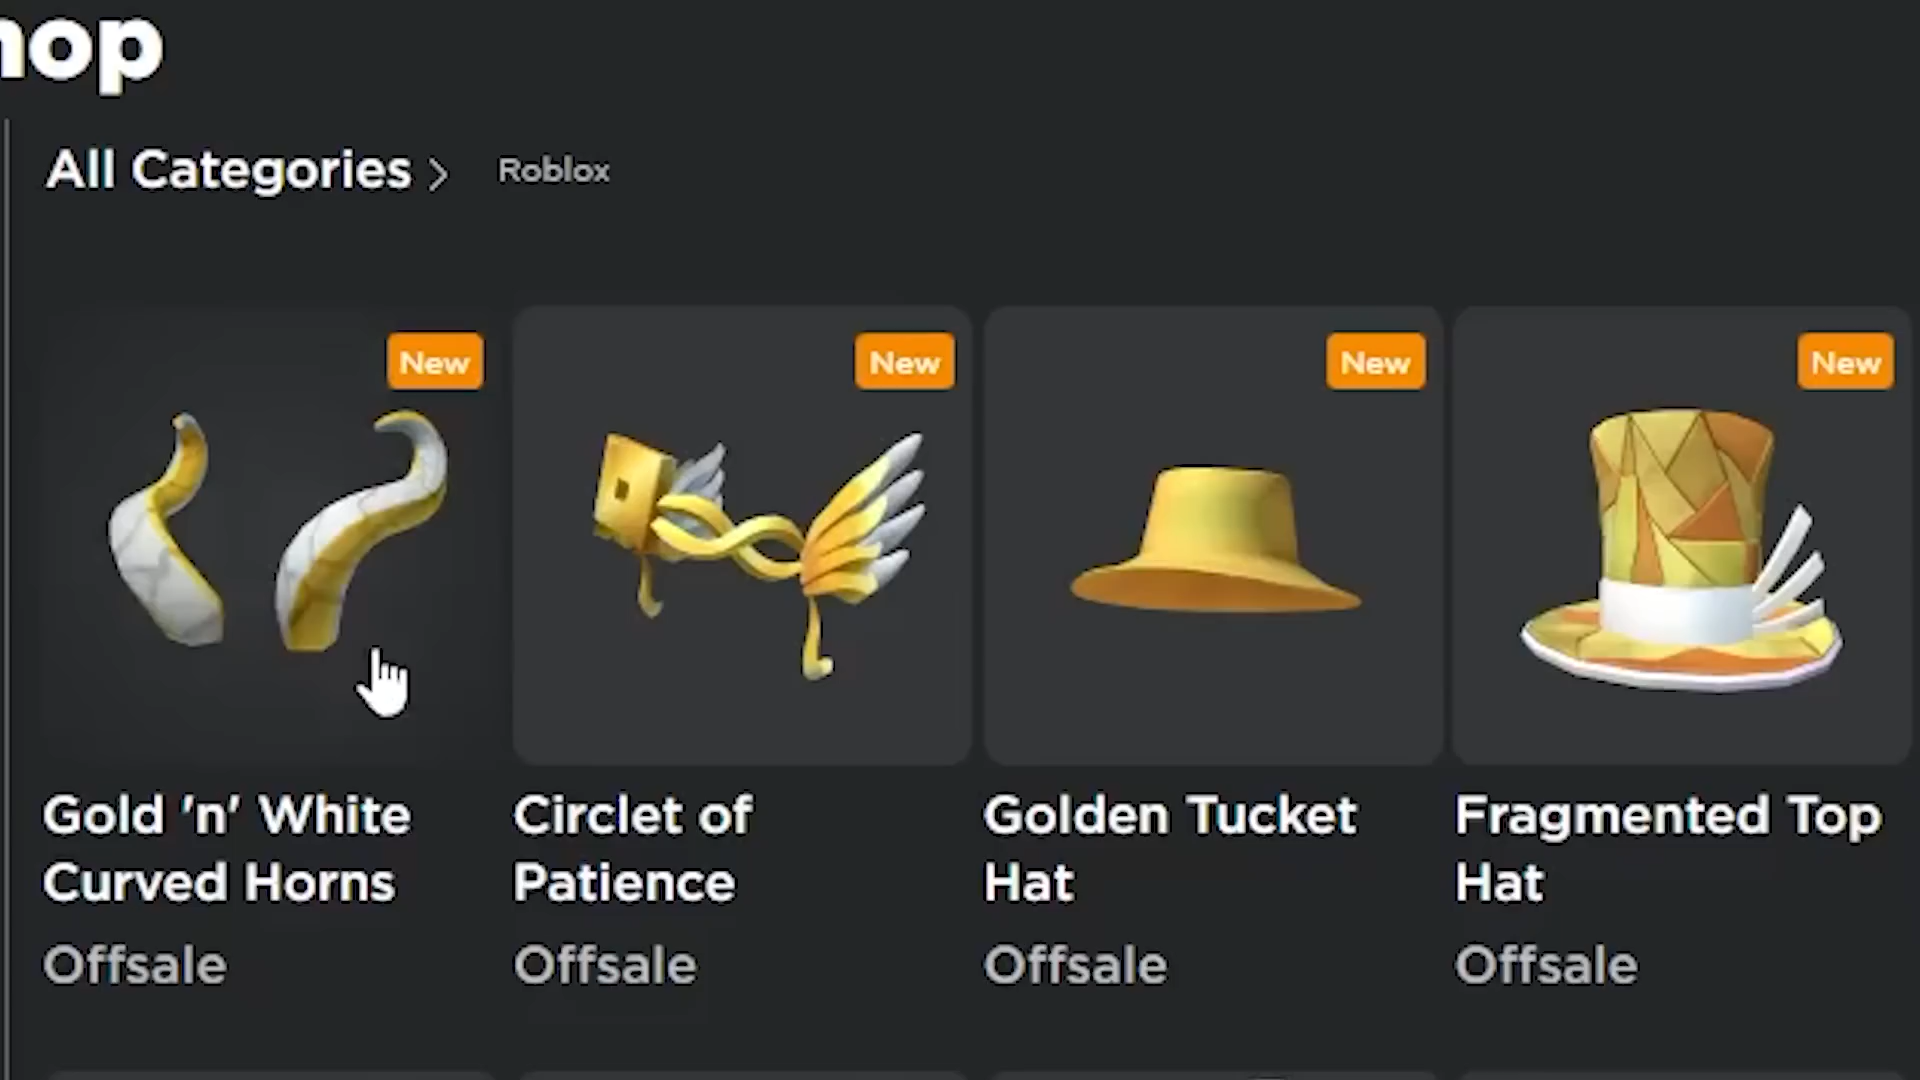 hop
All Categories > Roblox
New
New
New
New
Gold 'n' White
Curved Horns
Offsale
Circlet of
Patience
Offsale
Golden Tucket
Hat
Offsale
Fragmented Top
Hat
Offsale